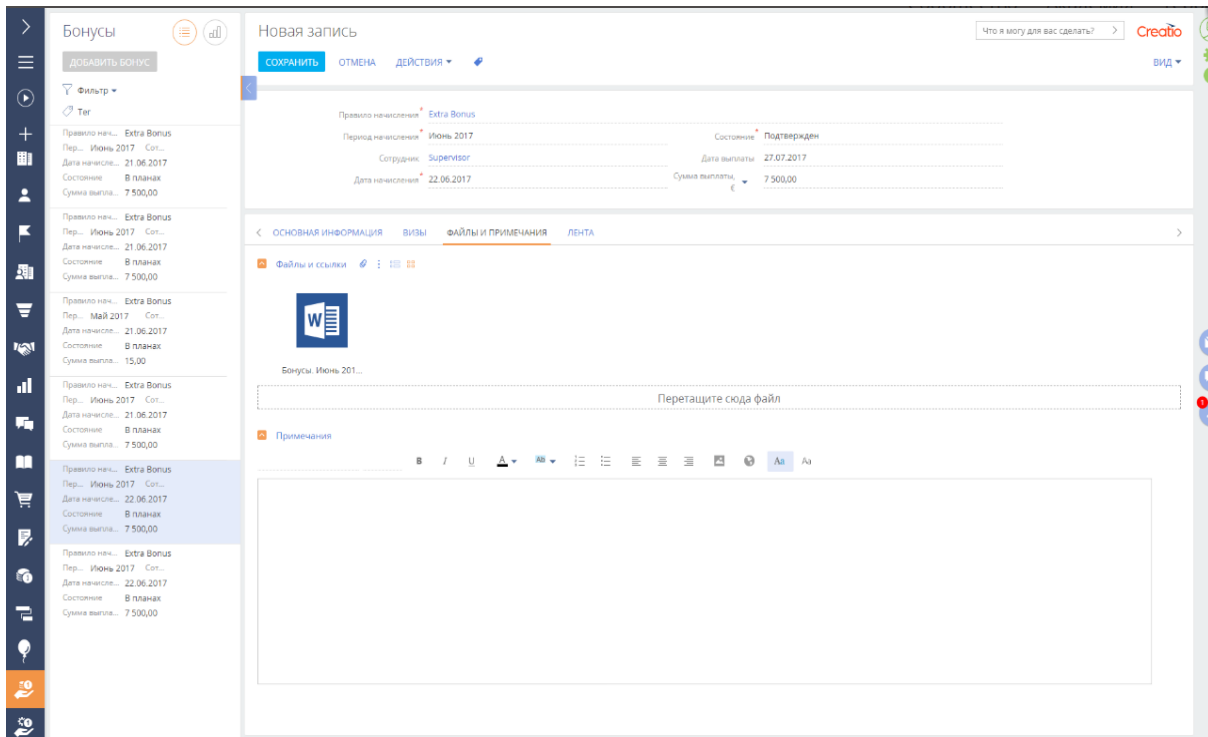 Бонусы
ДОБАВИТЬ БОНУС
Фильтр
Тег
Правило нач... Extra Bonus
Пер... Июнь 2017 Сот...
Дата начисле... 21.06.2017
Состояние В планах
Сумма выпла... 7 500,00
Правило нач... Extra Bonus
Пер... Июнь 2017 Сот...
Дата начисле... 21.06.2017
Состояние В планах
Сумма выпла... 7 500,00
Правило нач... Extra Bonus
Пер... Май 2017 Сот...
Дата начисле... 21.06.2017
Состояние В планах
Сумма выпла... 15,00
Правило нач... Extra Bonus
Пер... Июнь 2017 Сот...
Дата начисле... 21.06.2017
Состояние В планах
Сумма выпла... 7 500,00
Правило нач... Extra Bonus
Пер... Июнь 2017 Сот...
Дата начисле... 22.06.2017
Состояние В планах
Сумма выпла... 7 500,00
Правило нач... Extra Bonus
Пер... Июнь 2017 Сот...
Дата начисле... 22.06.2017
Состояние В планах
Сумма выпла... 7 500,00
Новая запись
Что я могу для вас сделать? >
Creatio
СОХРАНИТЬ ОТМЕНА ДЕЙСТВИЯ
ВИД
Правило начисления* Extra Bonus
Период начисления* Июнь 2017
Состояние* Подтвержден
Сотрудник Supervisor
Дата выплаты 27.07.2017
Дата начисления* 22.06.2017
Сумма выплаты, € 7 500,00
ОСНОВНАЯ ИНФОРМАЦИЯ ВИЗЫ ФАЙЛЫ И ПРИМЕЧАНИЯ ЛЕНТА
Файлы и ссылки
W
Бонусы. Июнь 201...
Перетащите сюда файл
Примечания
B I U A Ab Aa Aa
1